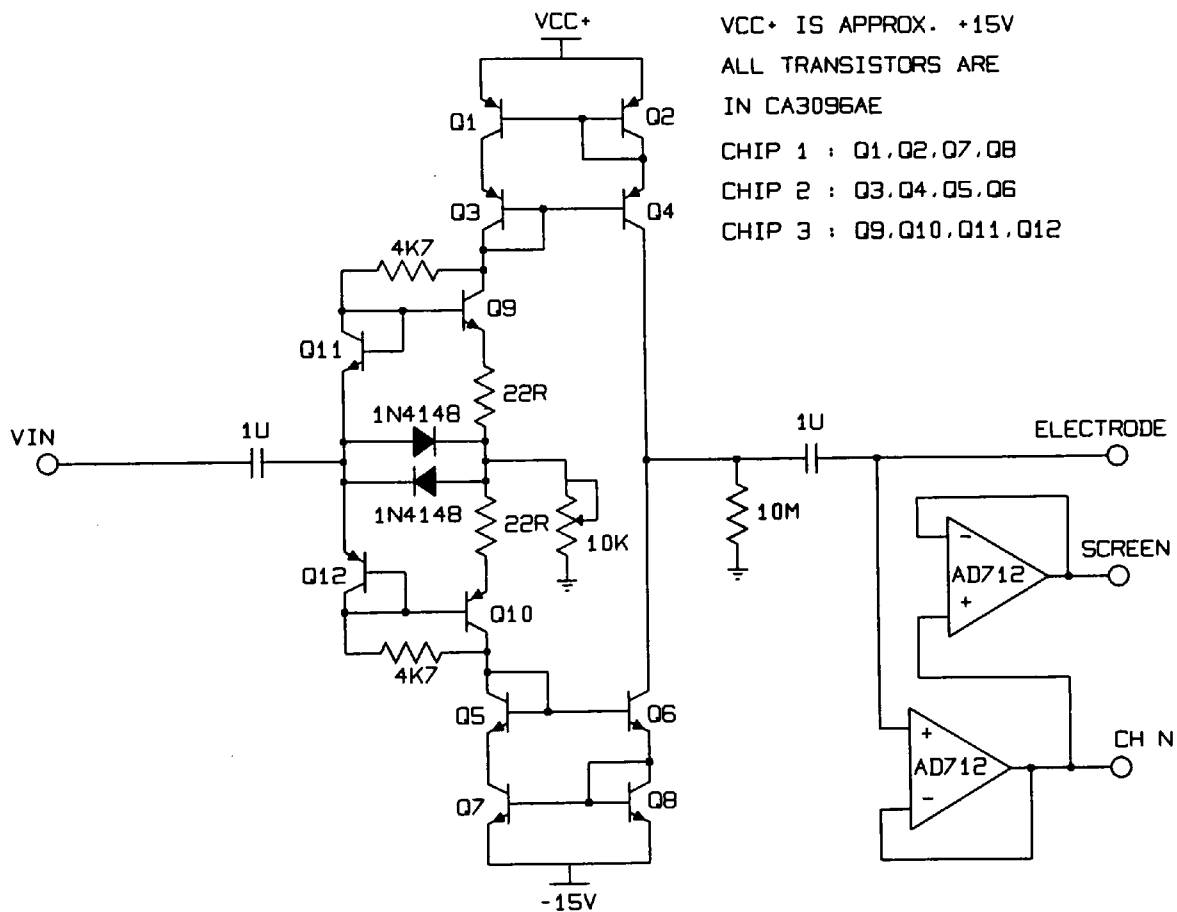 VCC+
VCC+ IS APPROX. +15V
ALL TRANSISTORS ARE
IN CA3096AE
CHIP 1 : Q1,Q2,Q7,Q8
CHIP 2 : Q3,Q4,Q5,Q6
CHIP 3 : Q9,Q10,Q11,Q12
Q1
Q2
Q3
Q4
4K7
Q9
Q11
22R
1N4148
VIN
1U
1U
ELECTRODE
1N4148
22R
10K
10M
-
AD712
+
SCREEN
Q12
Q10
4K7
Q5
Q6
+
AD712
-
CH N
Q7
Q8
-15V